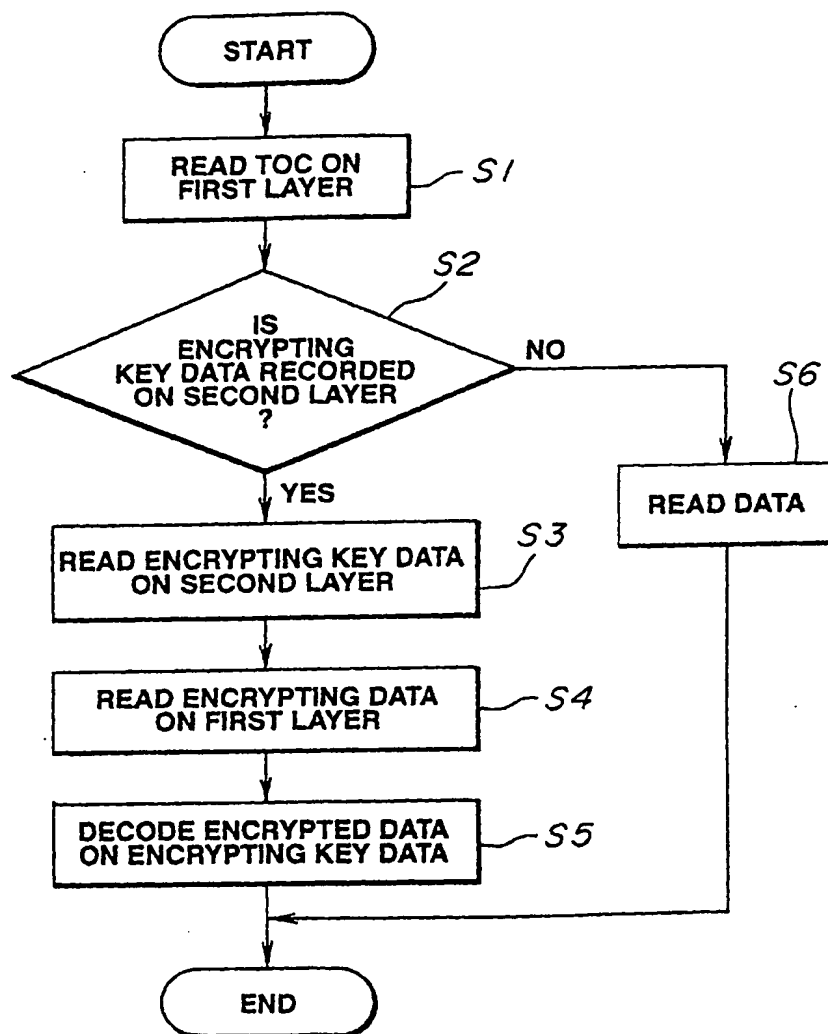 START
READ TOC ON
FIRST LAYER
S1
S2
IS
ENCRYPTING
KEY DATA RECORDED
ON SECOND LAYER
?
NO
S6
YES
READ DATA
READ ENCRYPTING KEY DATA
ON SECOND LAYER
S3
READ ENCRYPTING DATA
ON FIRST LAYER
S4
DECODE ENCRYPTED DATA
ON ENCRYPTING KEY DATA
S5
END